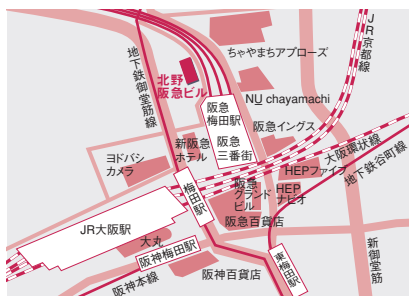 ちゃやまちアプローズ
JR京都線
地下鉄御堂筋線
北野
阪急ビル
阪急
梅田駅
NU chayamachi
阪急
三番街
阪急イングス
新阪急
ホテル
ヨドバシ
カメラ
大阪環状線
HEPファイブ
地下鉄谷町線
梅田駅
阪急
グランド
ビル
HEP
ナビオ
阪急百貨店
JR大阪駅
大丸
阪神梅田駅
東梅田駅
新御堂筋
阪神百貨店
阪神本線